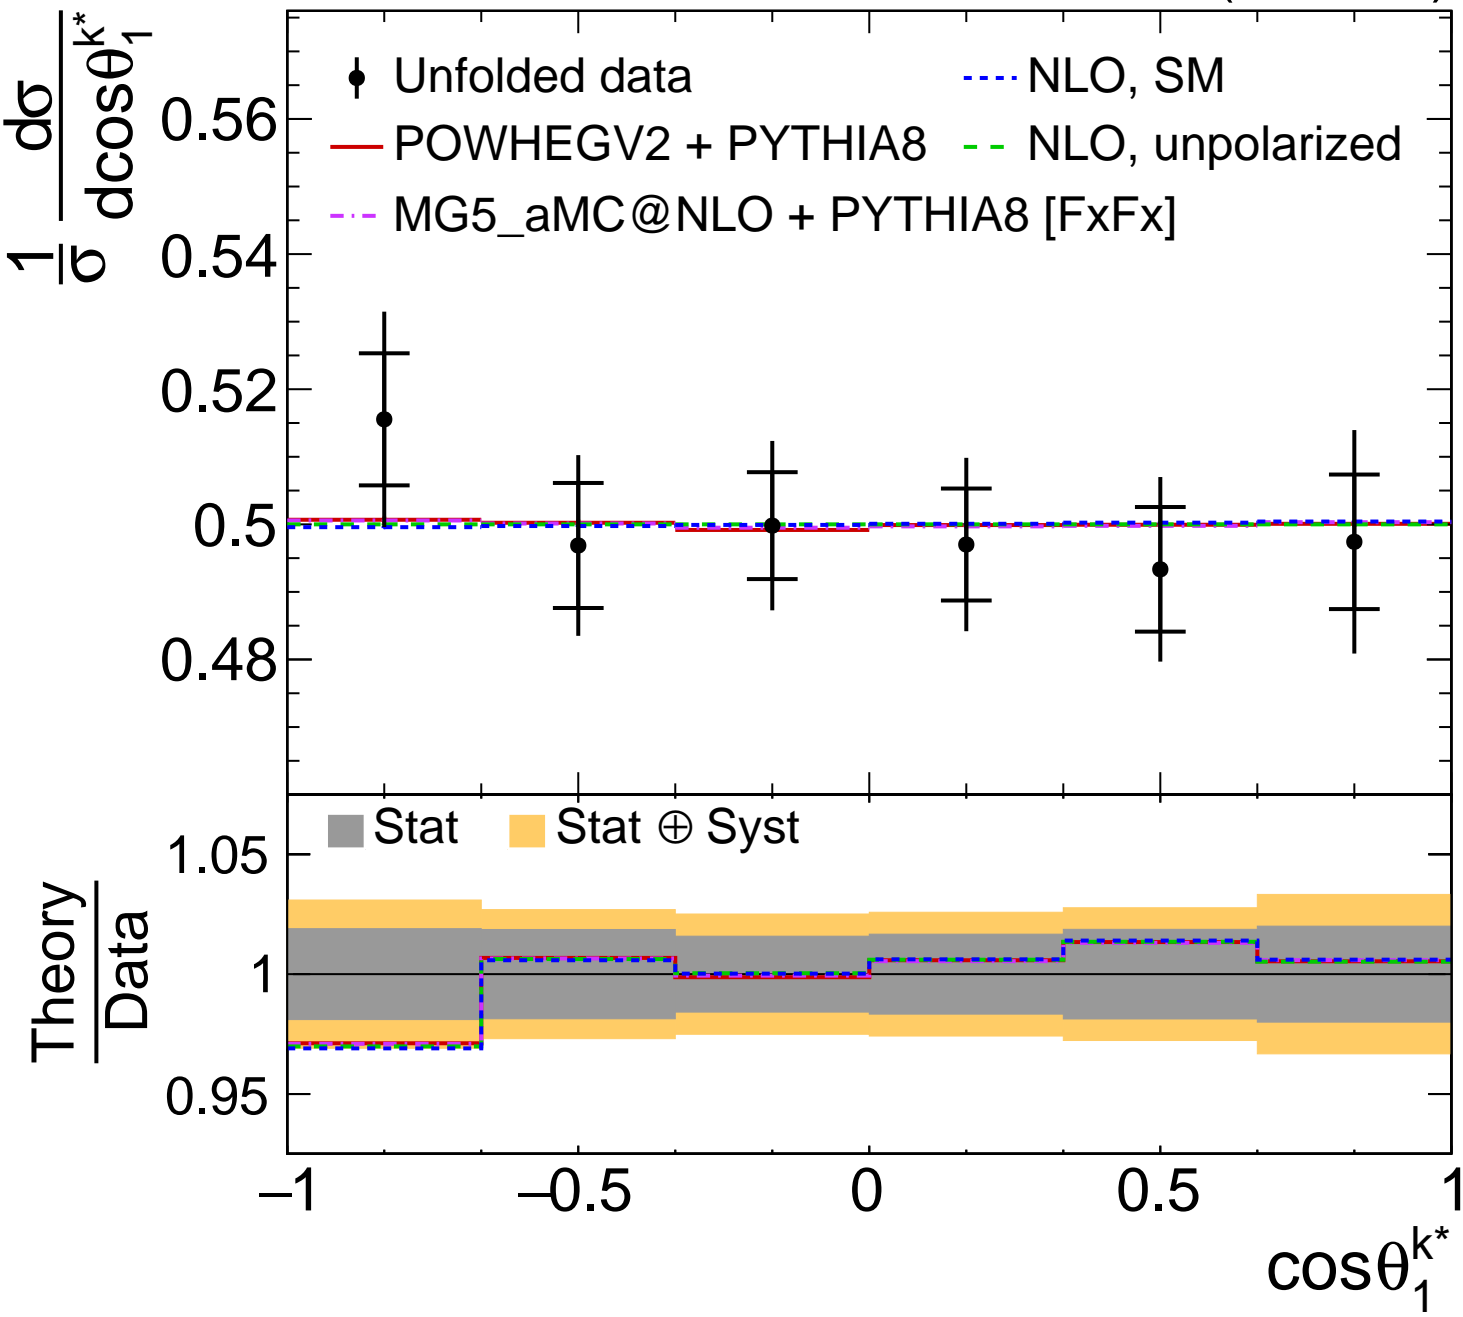 1/σ dσ/dcosθ₁ᵏ*
Unfolded data
NLO, SM
POWHEGV2 + PYTHIA8
NLO, unpolarized
MG5_aMC@NLO + PYTHIA8 [FxFx]
0.56
0.54
0.52
0.5
0.48
Stat
Stat ⊕ Syst
Theory
Data
1.05
1
0.95
–1
–0.5
0
0.5
1
cosθ₁ᵏ*